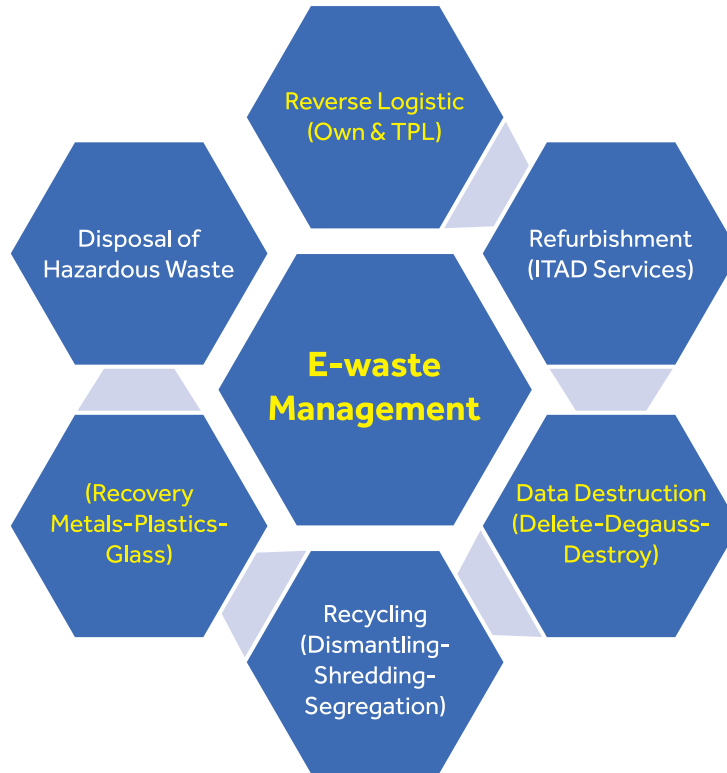 Reverse Logistic
(Own & TPL)
Disposal of
Hazardous Waste
Refurbishment
(ITAD Services)
E-waste
Management
(Recovery
Metals-Plastics-
Glass)
Data Destruction
(Delete-Degauss-
Destroy)
Recycling
(Dismantling-
Shredding-
Segregation)